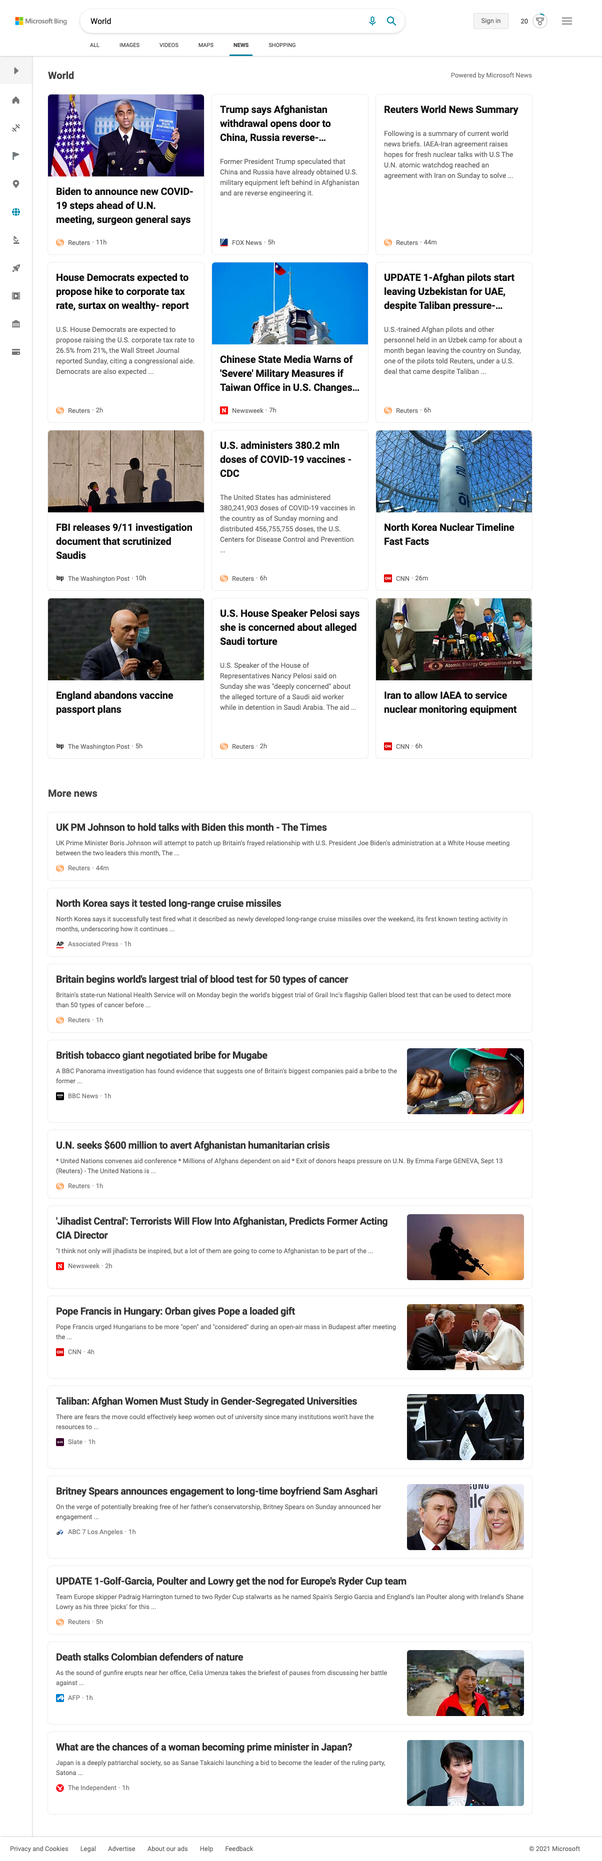 Microsoft Bing
World
Sign in
20
ALL
IMAGES
VIDEOS
MAPS
NEWS
SHOPPING
World
Powered by Microsoft News
Biden to announce new COVID-
19 steps ahead of U.N.
meeting, surgeon general says
Reuters · 11h
Trump says Afghanistan
withdrawal opens door to
China, Russia reverse-...
Former President Trump speculated that
China and Russia have already obtained U.S.
military equipment left behind in Afghanistan
and are reverse engineering it.
FOX News · 5h
Reuters World News Summary
Following is a summary of current world
news briefs. IAEA-Iran agreement raises
hopes for fresh nuclear talks with U.S The
U.N. atomic watchdog reached an
agreement with Iran on Sunday to solve ...
Reuters · 44m
House Democrats expected to
propose hike to corporate tax
rate, surtax on wealthy- report
U.S. House Democrats are expected to
propose raising the U.S. corporate tax rate to
26.5% from 21%, the Wall Street Journal
reported Sunday, citing a congressional aide.
Democrats are also expected ...
Reuters · 2h
Chinese State Media Warns of
'Severe' Military Measures if
Taiwan Office in U.S. Changes...
Newsweek · 7h
UPDATE 1-Afghan pilots start
leaving Uzbekistan for UAE,
despite Taliban pressure-...
U.S.-trained Afghan pilots and other
personnel held in an Uzbek camp for about a
month began leaving the country on Sunday,
one of the pilots told Reuters, under a U.S.
deal that came despite Taliban ...
Reuters · 6h
FBI releases 9/11 investigation
document that scrutinized
Saudis
wp The Washington Post · 10h
U.S. administers 380.2 mln
doses of COVID-19 vaccines -
CDC
The United States has administered
380,241,903 doses of COVID-19 vaccines in
the country as of Sunday morning and
distributed 456,755,755 doses, the U.S.
Centers for Disease Control and Prevention
...
Reuters · 6h
North Korea Nuclear Timeline
Fast Facts
CNN · 26m
England abandons vaccine
passport plans
wp The Washington Post · 5h
U.S. House Speaker Pelosi says
she is concerned about alleged
Saudi torture
U.S. Speaker of the House of
Representatives Nancy Pelosi said on
Sunday she was "deeply concerned" about
the alleged torture of a Saudi aid worker
while in detention in Saudi Arabia. The aid ...
Reuters · 2h
Atomic Energy Organization of Iran
Iran to allow IAEA to service
nuclear monitoring equipment
CNN · 6h
More news
UK PM Johnson to hold talks with Biden this month - The Times
UK Prime Minister Boris Johnson will attempt to patch up Britain's frayed relationship with U.S. President Joe Biden's administration at a White House meeting
between the two leaders this month, The ...
Reuters · 44m
North Korea says it tested long-range cruise missiles
North Korea says it successfully test fired what it described as newly developed long-range cruise missiles over the weekend, its first known testing activity in
months, underscoring how it continues ...
AP Associated Press · 1h
Britain begins world's largest trial of blood test for 50 types of cancer
Britain's state-run National Health Service will on Monday begin the world's biggest trial of Grail Inc's flagship Galleri blood test that can be used to detect more
than 50 types of cancer before ...
Reuters · 1h
British tobacco giant negotiated bribe for Mugabe
A BBC Panorama investigation has found evidence that suggests one of Britain's biggest companies paid a bribe to the
former ...
BBC News · 1h
U.N. seeks $600 million to avert Afghanistan humanitarian crisis
* United Nations convenes aid conference * Millions of Afghans dependent on aid * Exit of donors heaps pressure on U.N. By Emma Farge GENEVA, Sept 13
(Reuters) - The United Nations is ...
Reuters · 1h
'Jihadist Central': Terrorists Will Flow Into Afghanistan, Predicts Former Acting
CIA Director
"I think not only will jihadists be inspired, but a lot of them are going to come to Afghanistan to be part of the ...
Newsweek · 2h
Pope Francis in Hungary: Orban gives Pope a loaded gift
Pope Francis urged Hungarians to be more "open" and "considered" during an open-air mass in Budapest after meeting
the ...
CNN · 4h
Taliban: Afghan Women Must Study in Gender-Segregated Universities
There are fears the move could effectively keep women out of university since many institutions won't have the
resources to ...
Slate · 1h
Britney Spears announces engagement to long-time boyfriend Sam Asghari
On the verge of potentially breaking free of her father's conservatorship, Britney Spears on Sunday announced her
engagement ...
ABC 7 Los Angeles · 1h
UPDATE 1-Golf-Garcia, Poulter and Lowry get the nod for Europe's Ryder Cup team
Team Europe skipper Padraig Harrington turned to two Ryder Cup stalwarts as he named Spain's Sergio Garcia and England's Ian Poulter along with Ireland's Shane
Lowry as his three 'picks' for this ...
Reuters · 5h
Death stalks Colombian defenders of nature
As the sound of gunfire erupts near her office, Celia Umenza takes the briefest of pauses from discussing her battle
against ...
AFP · 1h
What are the chances of a woman becoming prime minister in Japan?
Japan is a deeply patriarchal society, so as Sanae Takaichi launching a bid to become the leader of the ruling party,
Satona ...
The Independent · 1h
Privacy and Cookies
Legal
Advertise
About our ads
Help
Feedback
© 2021 Microsoft